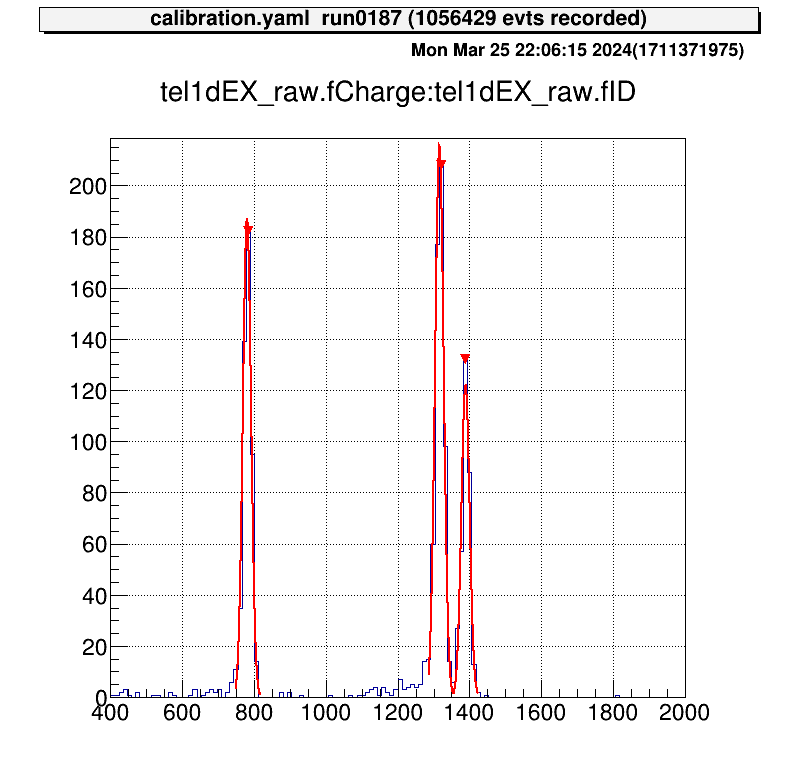 calibration.yaml run0187 (1056429 evts recorded)
Mon Mar 25 22:06:15 2024(1711371975)
tel1dEX_raw.fCharge:tel1dEX_raw.fID
200
180
160
140
120
100
80
60
40
20
0
400 600 800 1000 1200 1400 1600 1800 2000